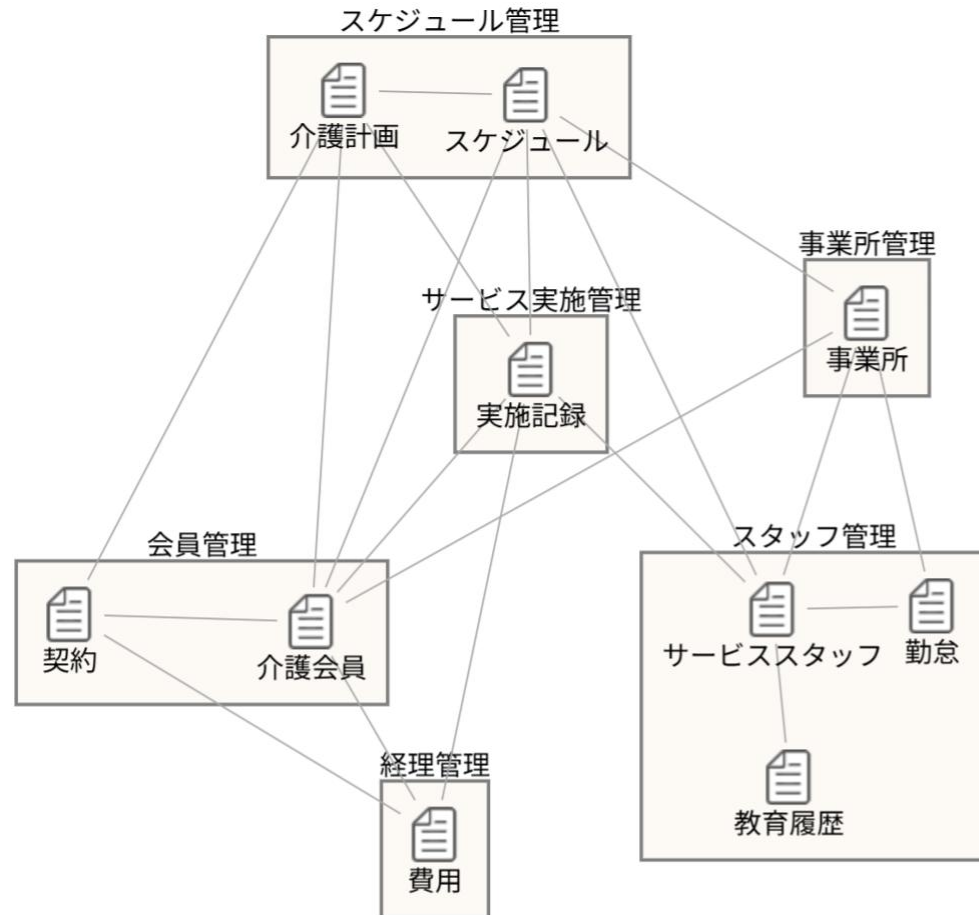 スケジュール管理
介護計画
スケジュール
事業所管理
事業所
サービス実施管理
実施記録
会員管理
契約
介護会員
スタッフ管理
サービススタッフ
勤怠
教育履歴
経理管理
費用